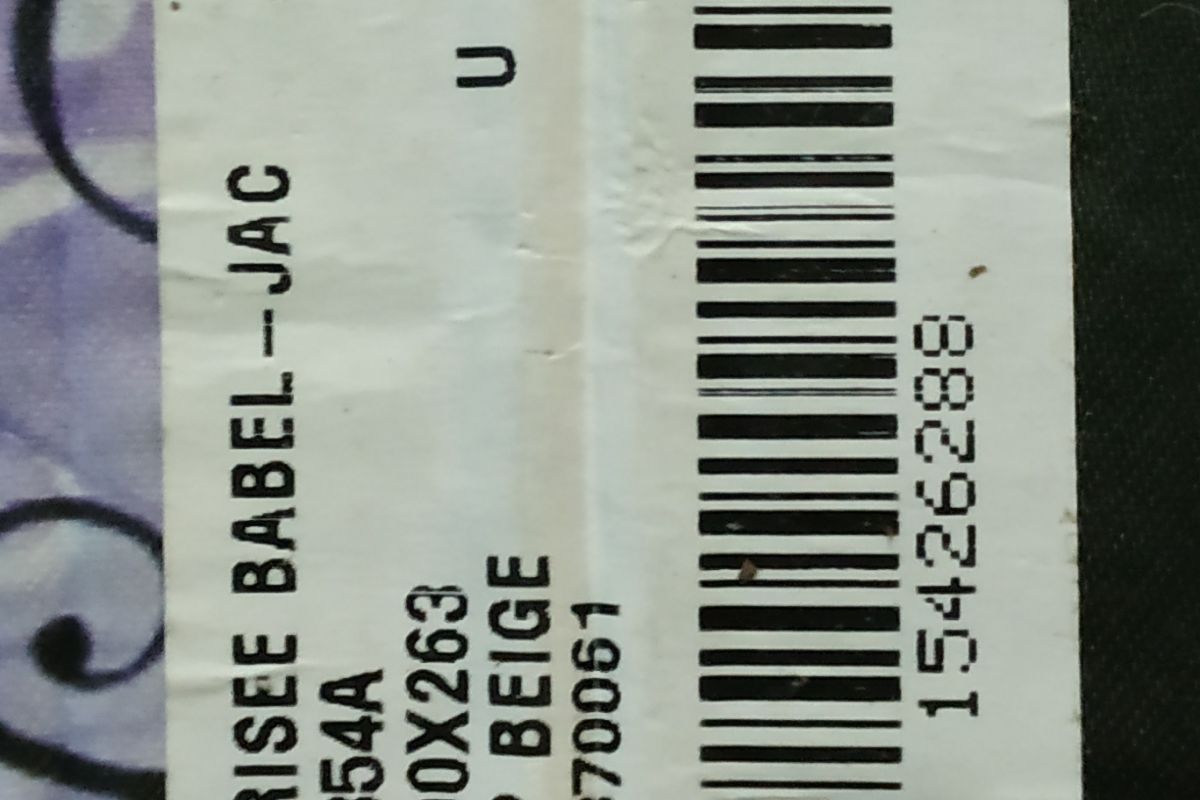 RISEE BABEL-JAC
54A
0X263 U
BEIGE
70061
15426288